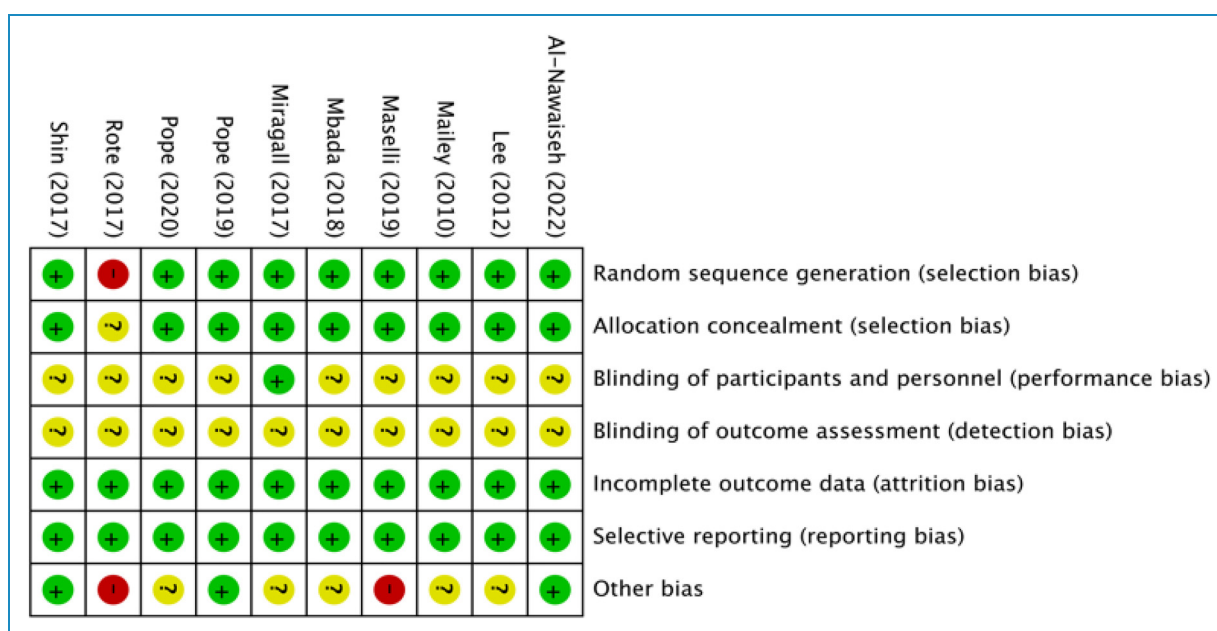 Shin (2017)
Rote (2017)
Pope (2020)
Pope (2019)
Miragall (2017)
Mbada (2018)
Maselli (2019)
Mailey (2010)
Lee (2012)
Al-Nawaiseh (2022)
+ - + + + + + + + + Random sequence generation (selection bias)
+ ? + + + + + + + + Allocation concealment (selection bias)
? ? ? ? + ? ? ? ? ? Blinding of participants and personnel (performance bias)
? ? ? ? ? ? ? ? ? ? Blinding of outcome assessment (detection bias)
+ + + + + + + + + + Incomplete outcome data (attrition bias)
+ + + + + + + + + + Selective reporting (reporting bias)
+ - ? + ? ? - ? ? + Other bias